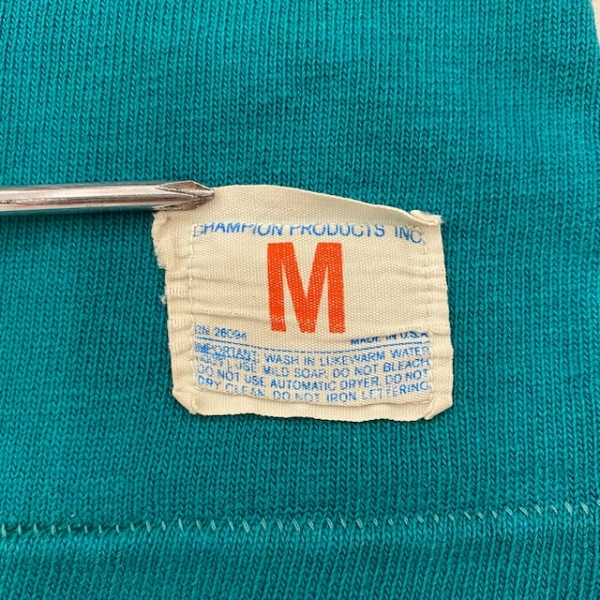 CHAMPION PRODUCTS INC.
M
RN 26094 MADE IN U.S.A.
IMPORTANT: WASH IN LUKEWARM WATER
USE MILD SOAP. DO NOT BLEACH
DO NOT USE AUTOMATIC DRYER. DO NOT
DRY CLEAN. DO NOT IRON LETTERING